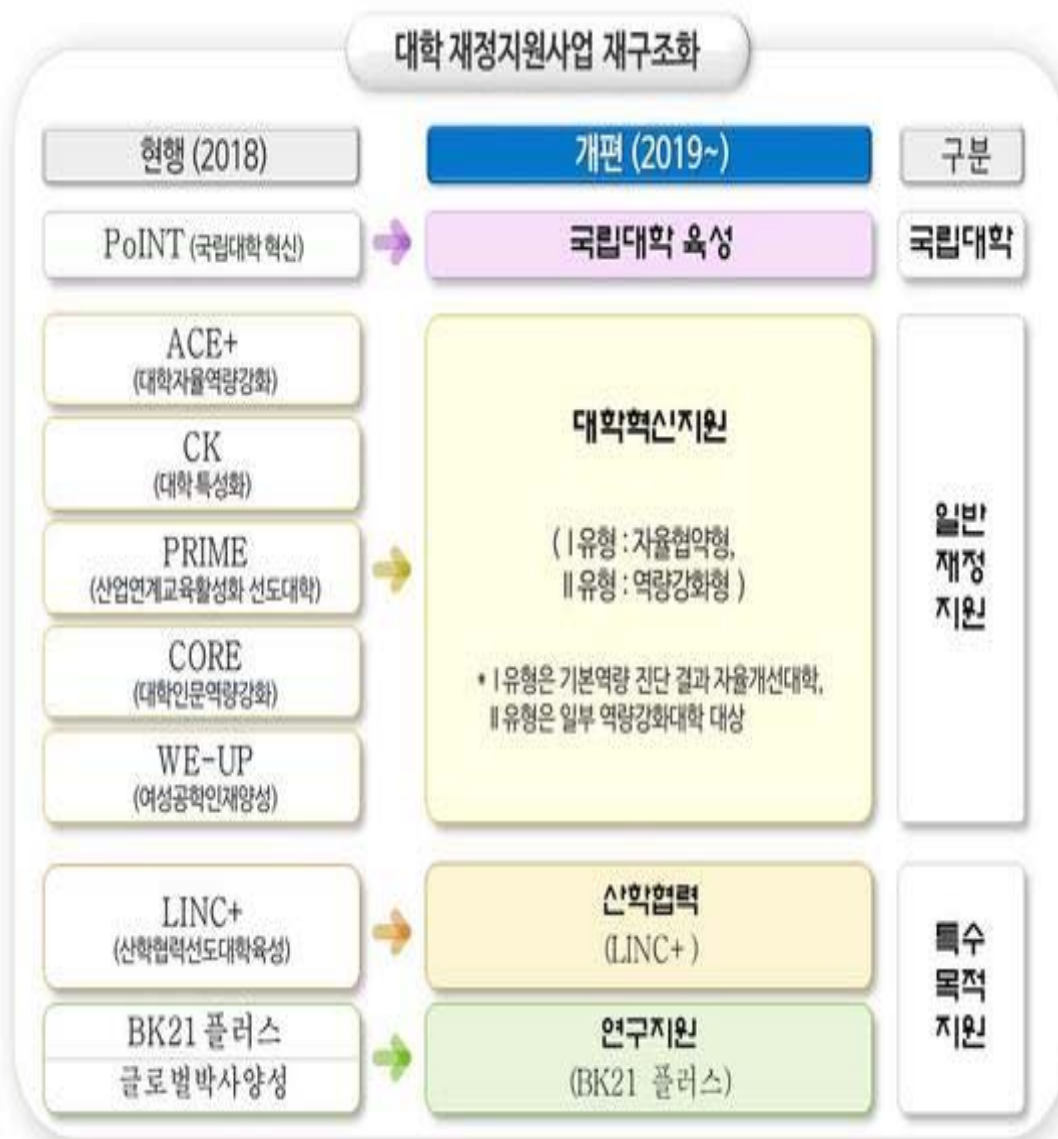 대학 재정지원사업 재구조화
현행 (2018)
개편 (2019~)
구분
PoINT (국립대학 혁신)
국립대학 육성
국립대학
ACE+
(대학자율역량강화)
CK
(대학 특성화)
PRIME
(산업연계교육활성화 선도대학)
CORE
(대학인문역량강화)
WE-UP
(여성공학인재양성)
대학혁신지원
( Ⅰ유형 : 자율협약형,
Ⅱ유형 : 역량강화형 )
* Ⅰ유형은 기본역량 진단 결과 자율개선대학,
Ⅱ유형은 일부 역량강화대학 대상
일반
재정
지원
LINC+
(산학협력선도대학육성)
산학협력
(LINC+ )
BK21 플러스
글로벌박사양성
연구지원
(BK21 플러스)
특수
목적
지원